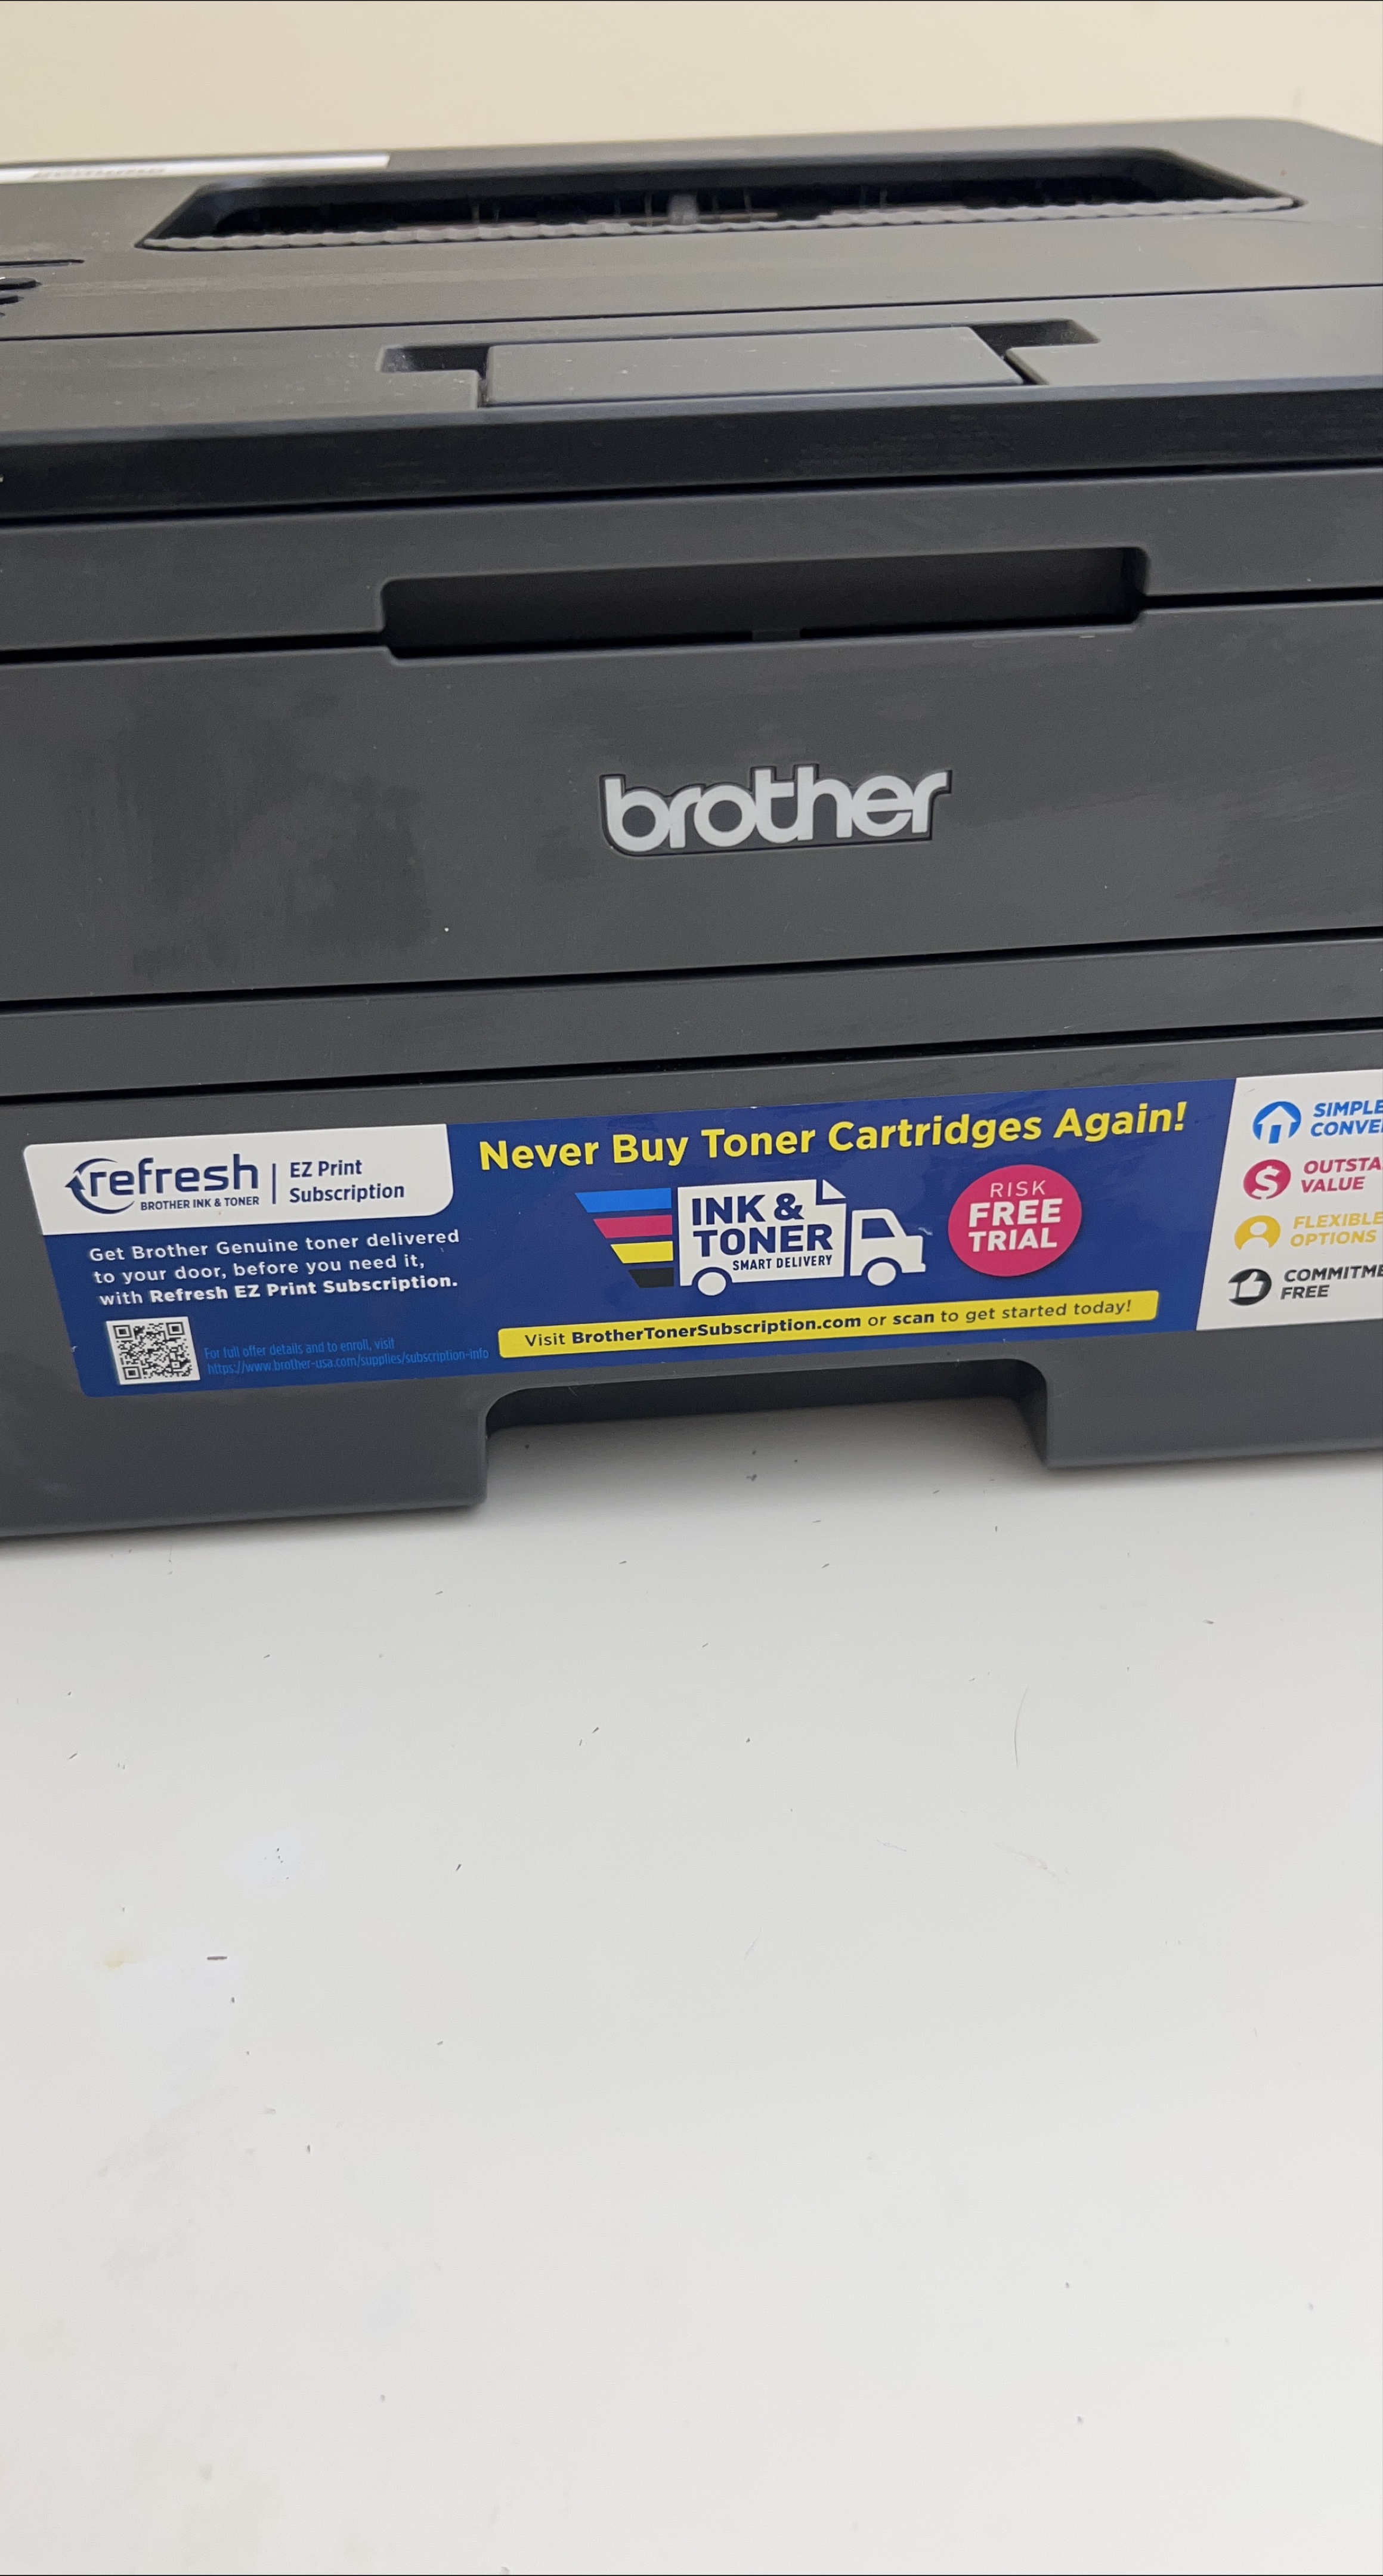 brother
refresh
BROTHER INK & TONER
EZ Print
Subscription
Get Brother Genuine toner delivered
to your door, before you need it,
with Refresh EZ Print Subscription.
For full offer details and to enroll, visit
https://www.brother-usa.com/supplies/subscription-info
Never Buy Toner Cartridges Again!
INK &
TONER
SMART DELIVERY
RISK
FREE
TRIAL
Visit BrotherTonerSubscription.com or scan to get started today!
SIMPLE
OUTSTA
VALUE
FLEXIBLE
OPTIONS
COMMITME
FREE